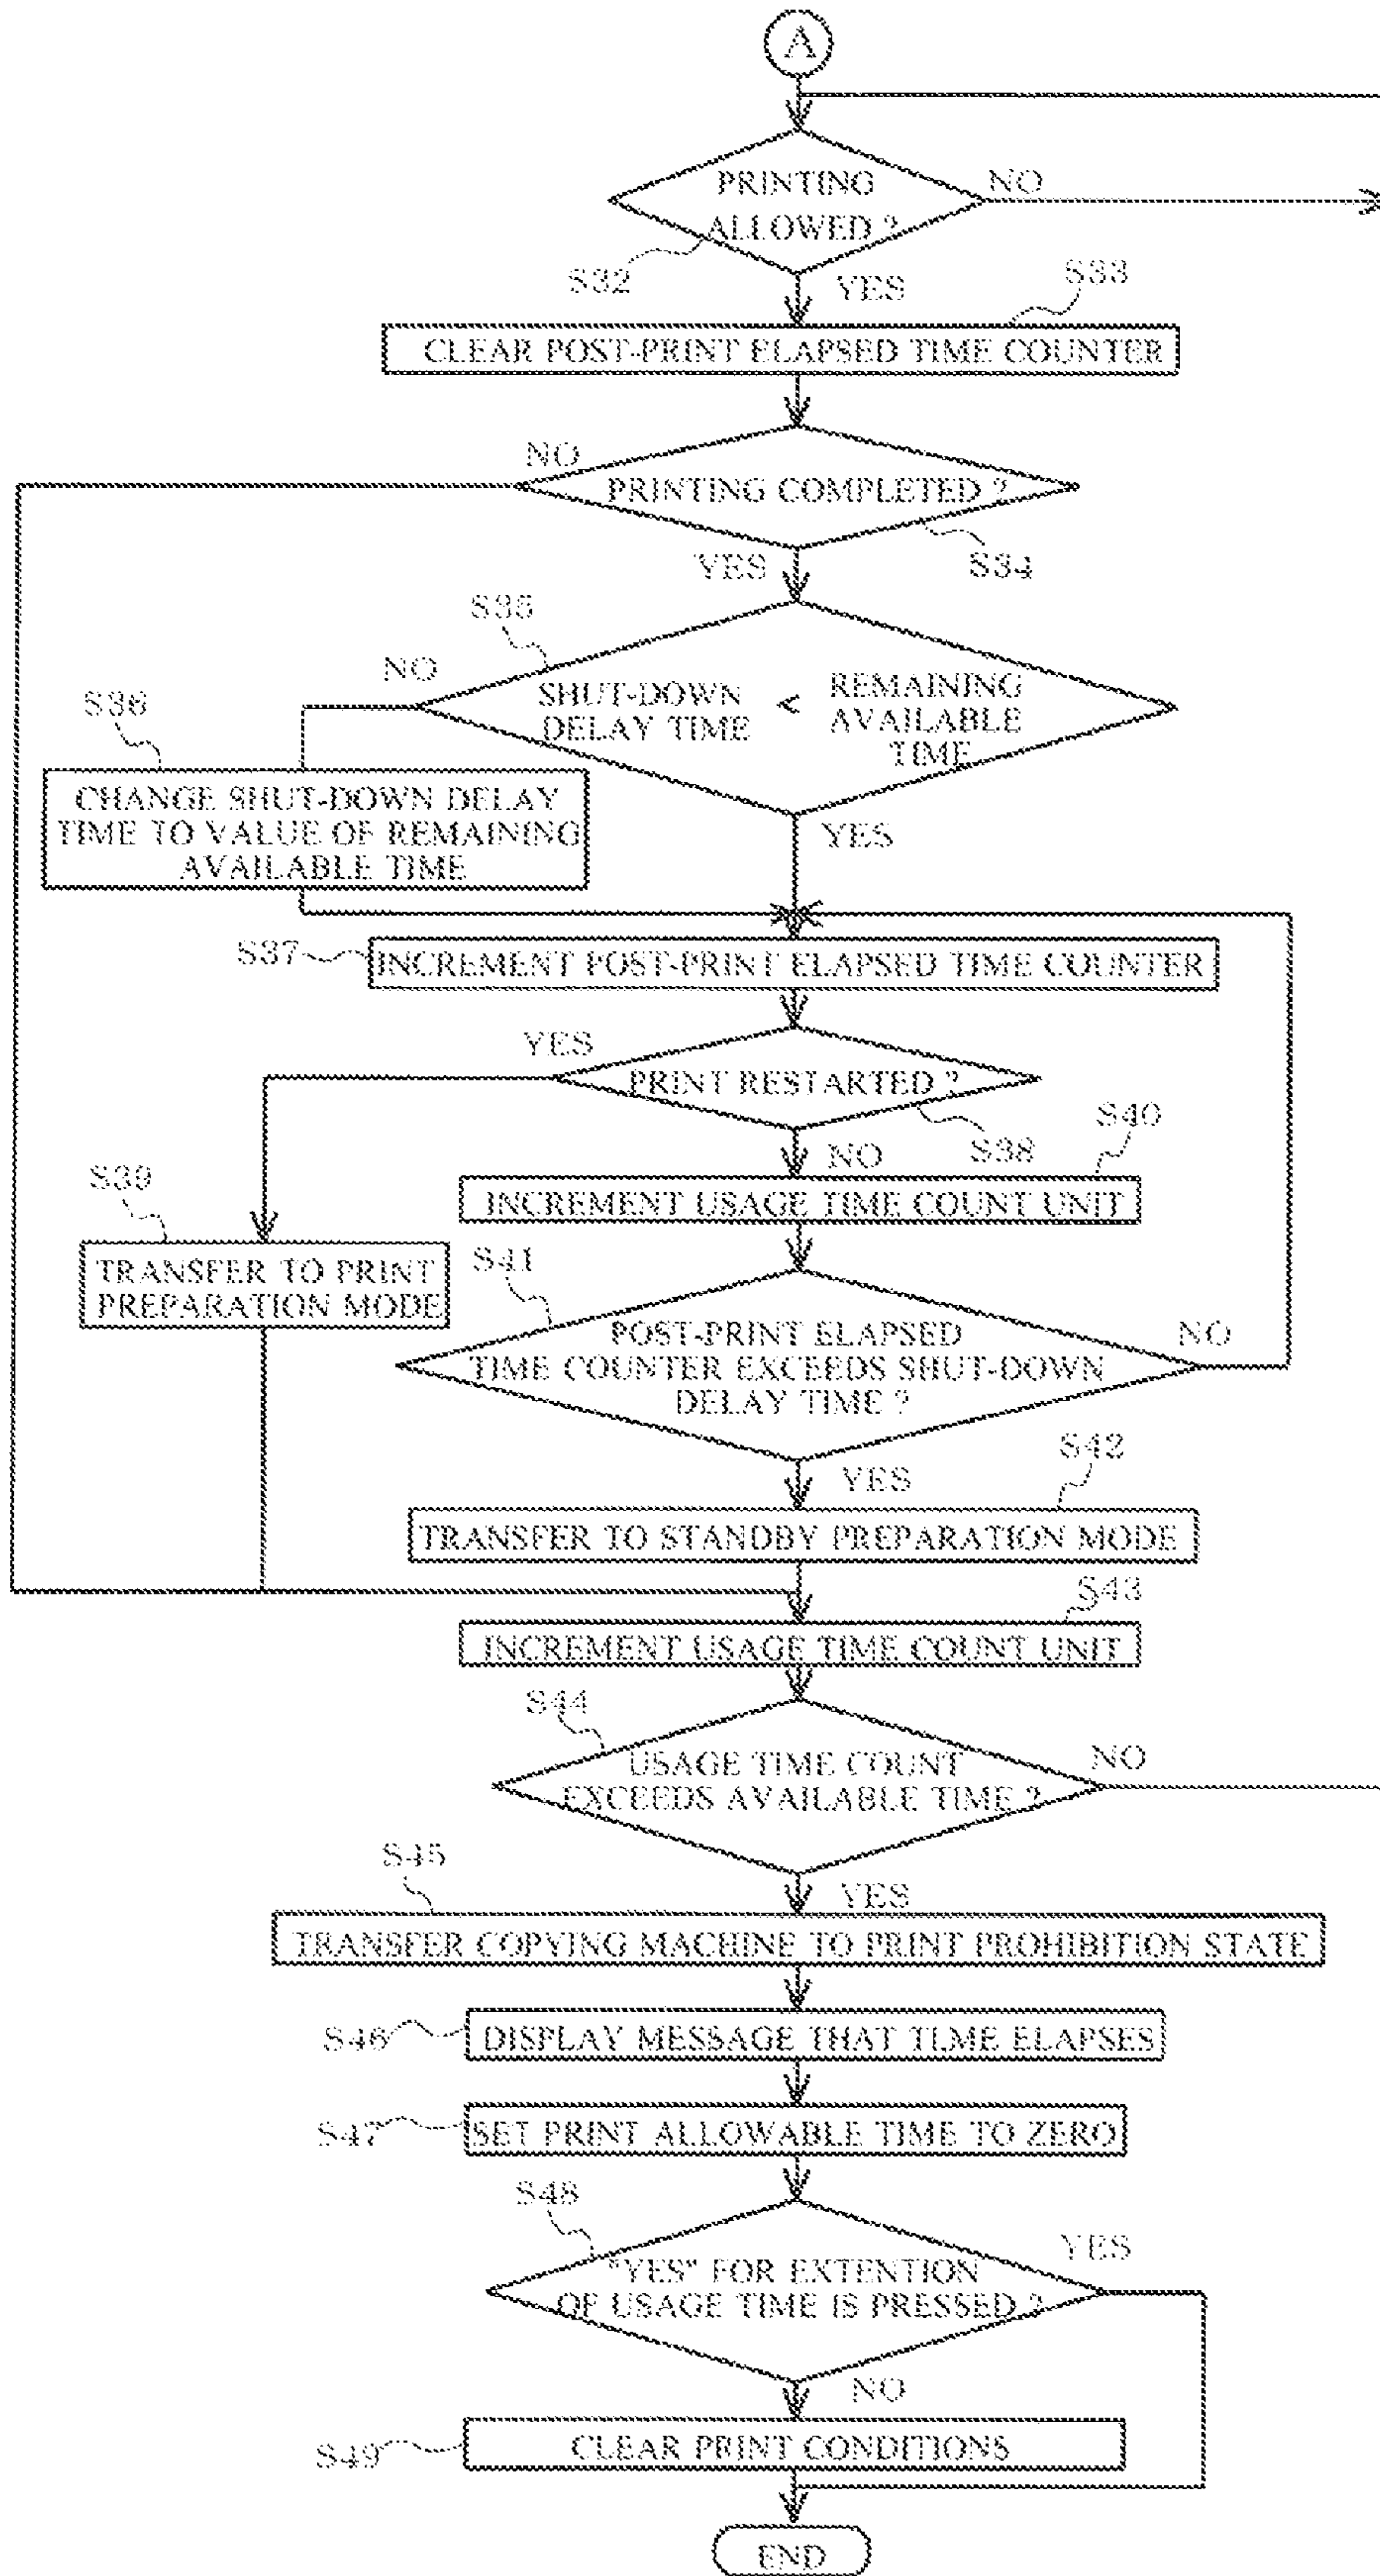 A
PRINTING
ALLOWED ?
NO
S32
YES
S33
CLEAR POST-PRINT ELAPSED TIME COUNTER
NO
PRINTING COMPLETED ?
YES
S34
S35
NO
SHUT-DOWN
DELAY TIME
<
REMAINING
AVAILABLE
TIME
S36
CHANGE SHUT-DOWN DELAY
TIME TO VALUE OF REMAINING
AVAILABLE TIME
YES
S37
INCREMENT POST-PRINT ELAPSED TIME COUNTER
YES
PRINT RESTARTED ?
S38
NO
S40
INCREMENT USAGE TIME COUNT UNIT
S39
TRANSFER TO PRINT
PREPARATION MODE
S41
POST-PRINT ELAPSED
TIME COUNTER EXCEEDS SHUT-DOWN
DELAY TIME ?
NO
YES
S42
TRANSFER TO STANDBY PREPARATION MODE
S43
INCREMENT USAGE TIME COUNT UNIT
S44
USAGE TIME COUNT
EXCEEDS AVAILABLE TIME ?
NO
S45
YES
TRANSFER COPYING MACHINE TO PRINT PROHIBITION STATE
S46
DISPLAY MESSAGE THAT TIME ELAPSES
S47
SET PRINT ALLOWABLE TIME TO ZERO
S48
"YES" FOR EXTENTION
OF USAGE TIME IS PRESSED ?
YES
NO
S49
CLEAR PRINT CONDITIONS
END